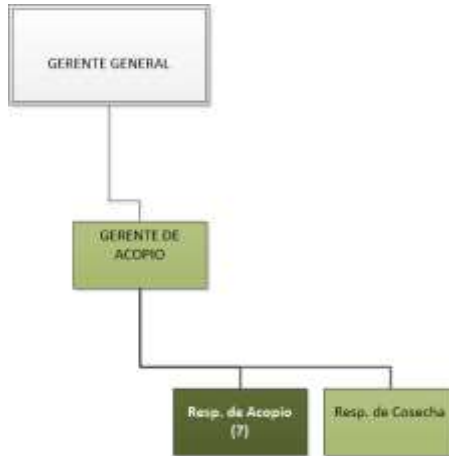 GERENTE GENERAL
GERENTE DE
ACOPIO
Resp. de Acopio
(7)
Resp. de Cosecha